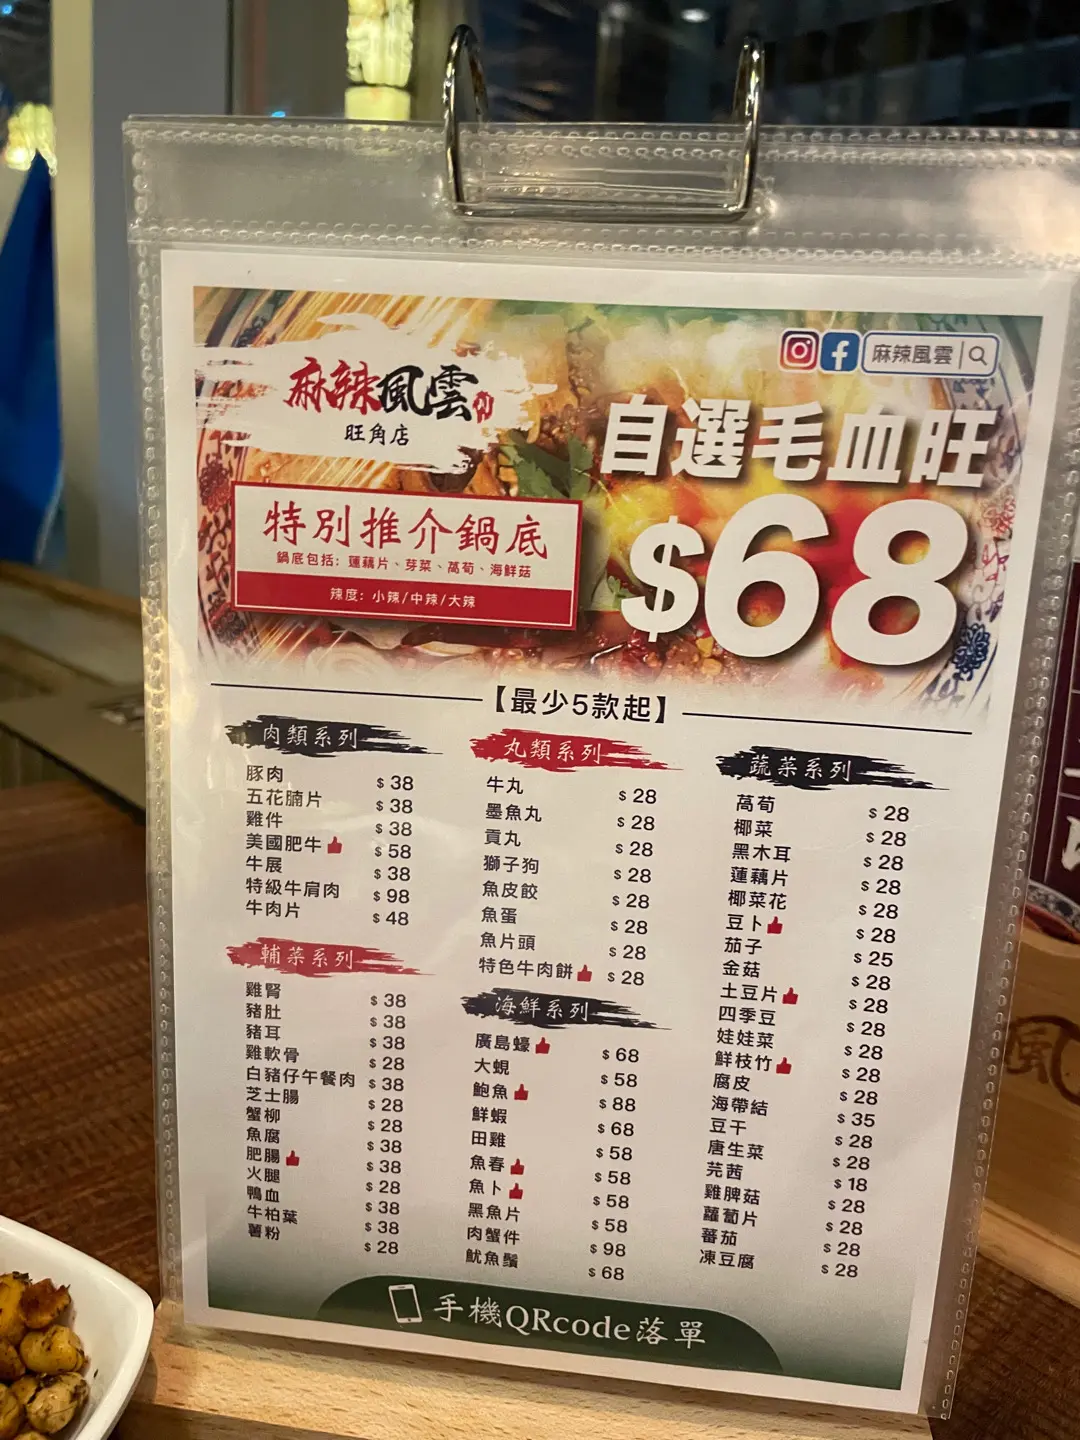 麻辣風雲
麻辣風雲
旺角店
自選毛血旺
$68
特別推介鍋底
鍋底包括：蓮藕片、芽菜、萵荀、海鮮菇
辣度：小辣/中辣/大辣
【最少5款起】
肉類系列
豚肉 $38
五花腩片 $38
雞件 $38
美國肥牛 $58
牛展 $38
特級牛肩肉 $98
牛肉片 $48
輔菜系列
雞腎 $38
豬肚 $38
豬耳 $38
雞軟骨 $28
白豬仔午餐肉 $38
芝士腸 $28
蟹柳 $28
魚腐 $38
肥腸 $38
火腿 $28
鴨血 $38
牛柏葉 $38
薯粉 $28
丸類系列
牛丸 $28
墨魚丸 $28
貢丸 $28
獅子狗 $28
魚皮餃 $28
魚蛋 $28
魚片頭 $28
特色牛肉餅 $28
海鮮系列
廣島蠔 $68
大蜆 $58
鮑魚 $88
鮮蝦 $68
田雞 $58
魚春 $58
魚卜 $58
黑魚片 $58
肉蟹件 $98
魷魚鬚 $68
蔬菜系列
萵荀 $28
椰菜 $28
黑木耳 $28
蓮藕片 $28
椰菜花 $28
豆卜 $28
茄子 $25
金菇 $28
土豆片 $28
四季豆 $28
娃娃菜 $28
鮮枝竹 $28
腐皮 $28
海帶結 $35
豆干 $28
唐生菜 $28
芫茜 $18
雞脾菇 $28
蘿蔔片 $28
蕃茄 $28
凍豆腐 $28
手機QRcode落單